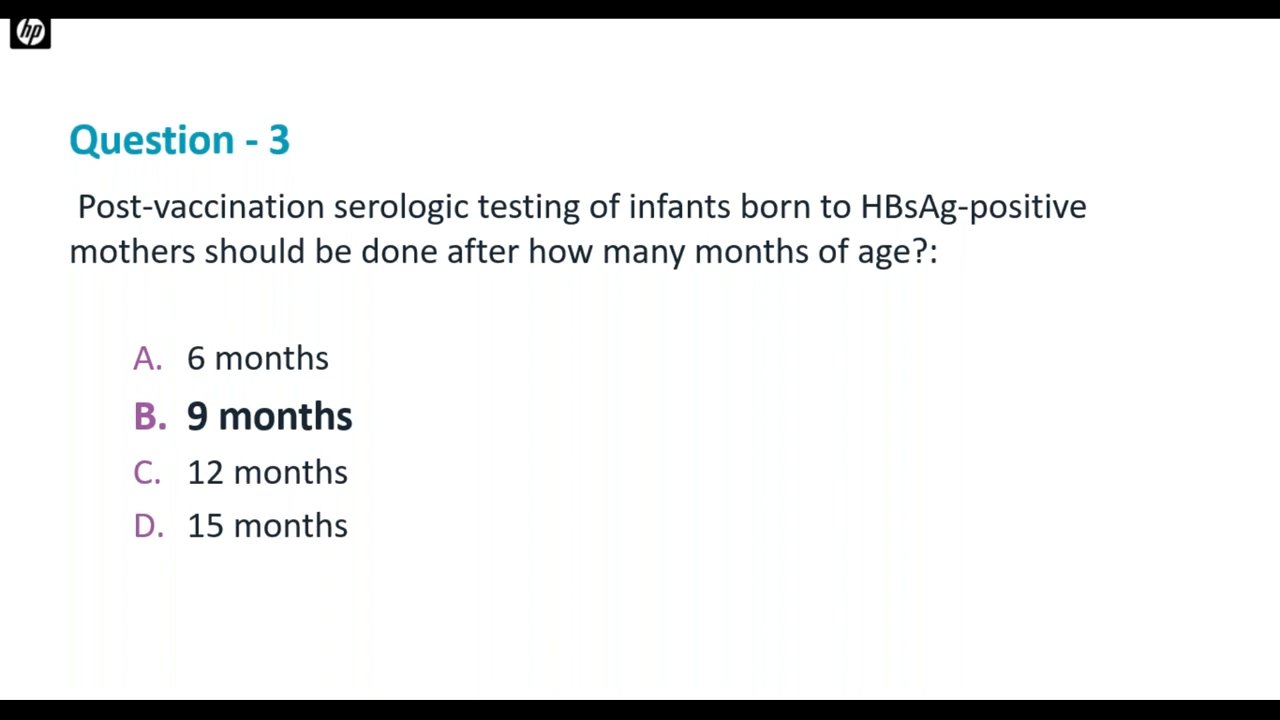 hp
Question - 3
Post-vaccination serologic testing of infants born to HBsAg-positive
mothers should be done after how many months of age?:
A. 6 months
B. 9 months
C. 12 months
D. 15 months